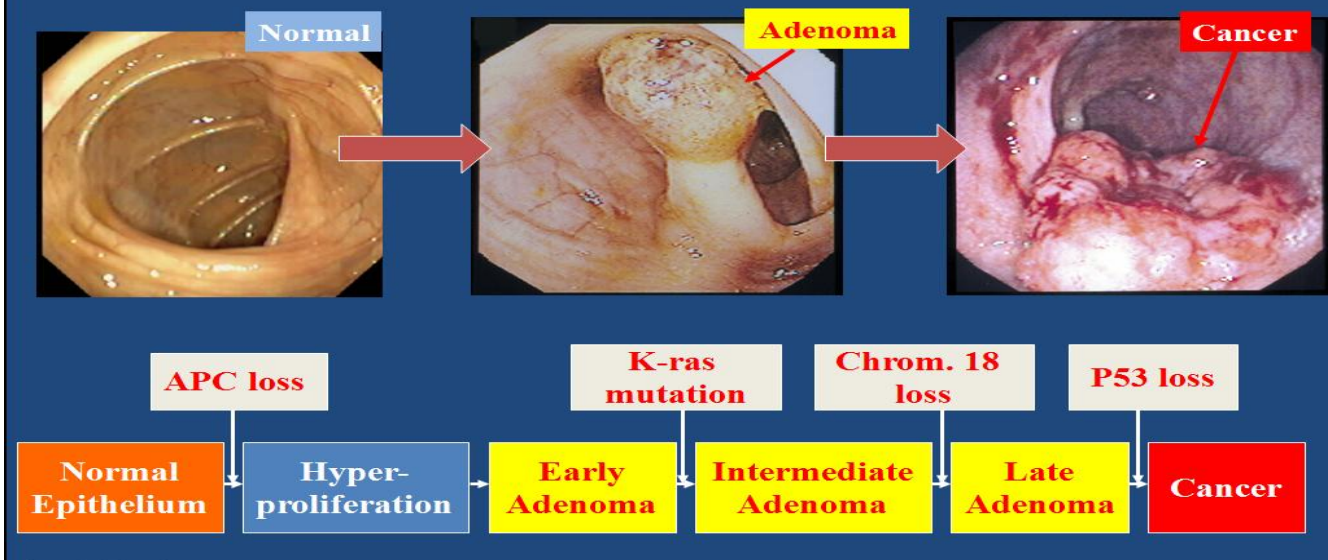 Normal
Adenoma
Cancer
APC loss
K-ras
mutation
Chrom. 18
loss
P53 loss
Normal
Epithelium
Hyper-
proliferation
Early
Adenoma
Intermediate
Adenoma
Late
Adenoma
Cancer